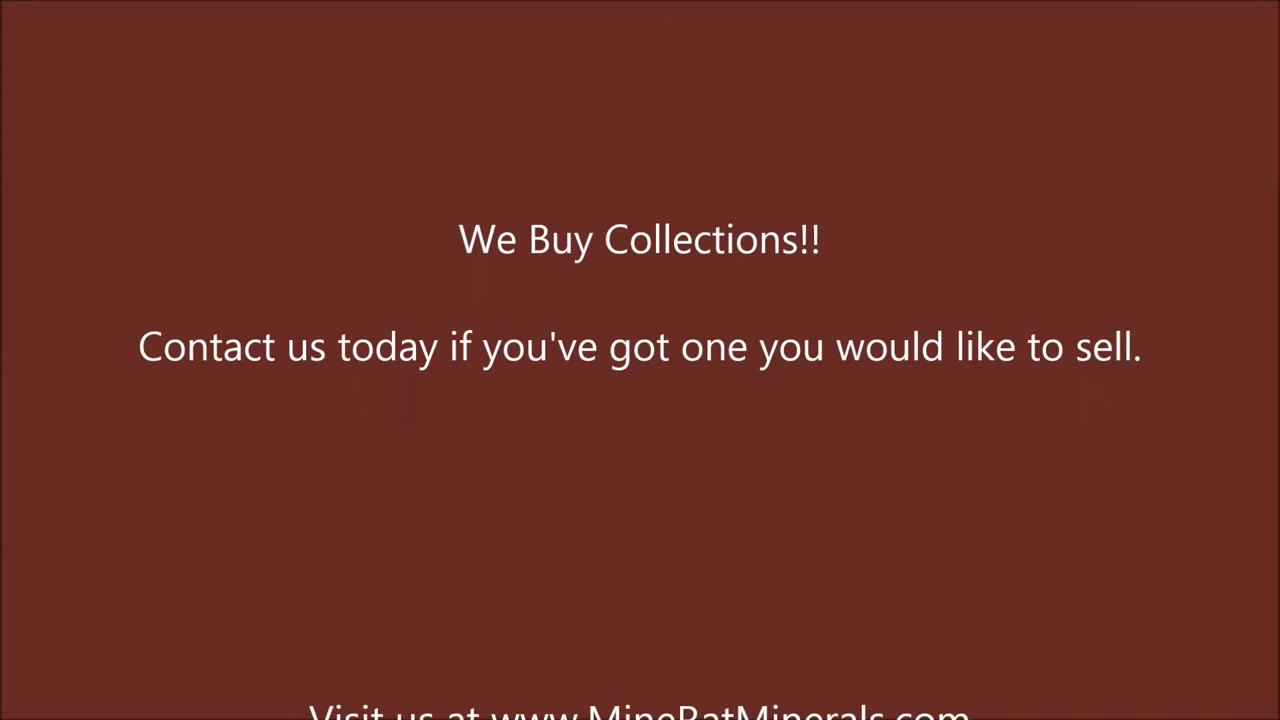 We Buy Collections!!
Contact us today if you've got one you would like to sell.
Visit us at www.MineBatMinerals.com